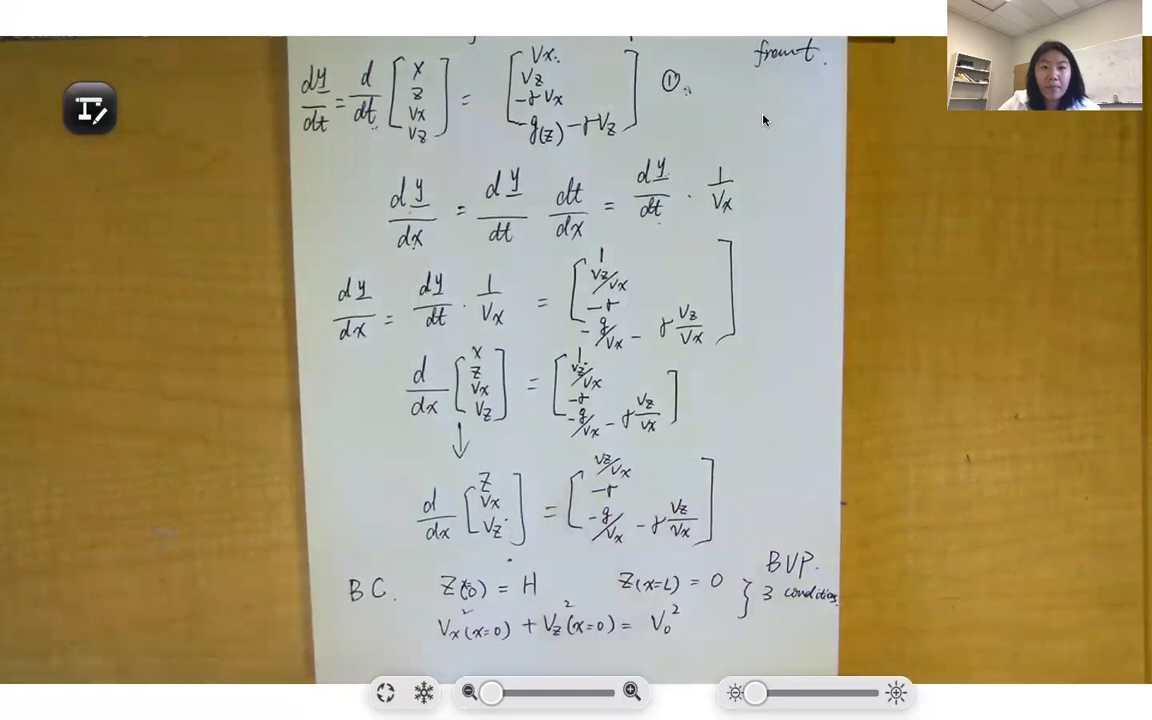 front.
dy/dt = d/dt [x z vx vz] = [vx. vz -γvx -g(z) - γvz] ①
dy/dx = dy/dt dt/dx = dy/dt · 1/vx
dy/dx = dy/dt · 1/vx = [1 vz/vx -γ -g/vx - γ vz/vx]
d/dx [x z vx vz] = [1 vz/vx -γ -g/vx - γ vz/vx]
↓
d/dx [z vx vz] = [vz/vx -γ -g/vx - γ vz/vx]
BVP.
BC. z(x=0) = H z(x=L) = 0 } 3 conditions.
vx²(x=0) + vz²(x=0) = v0²